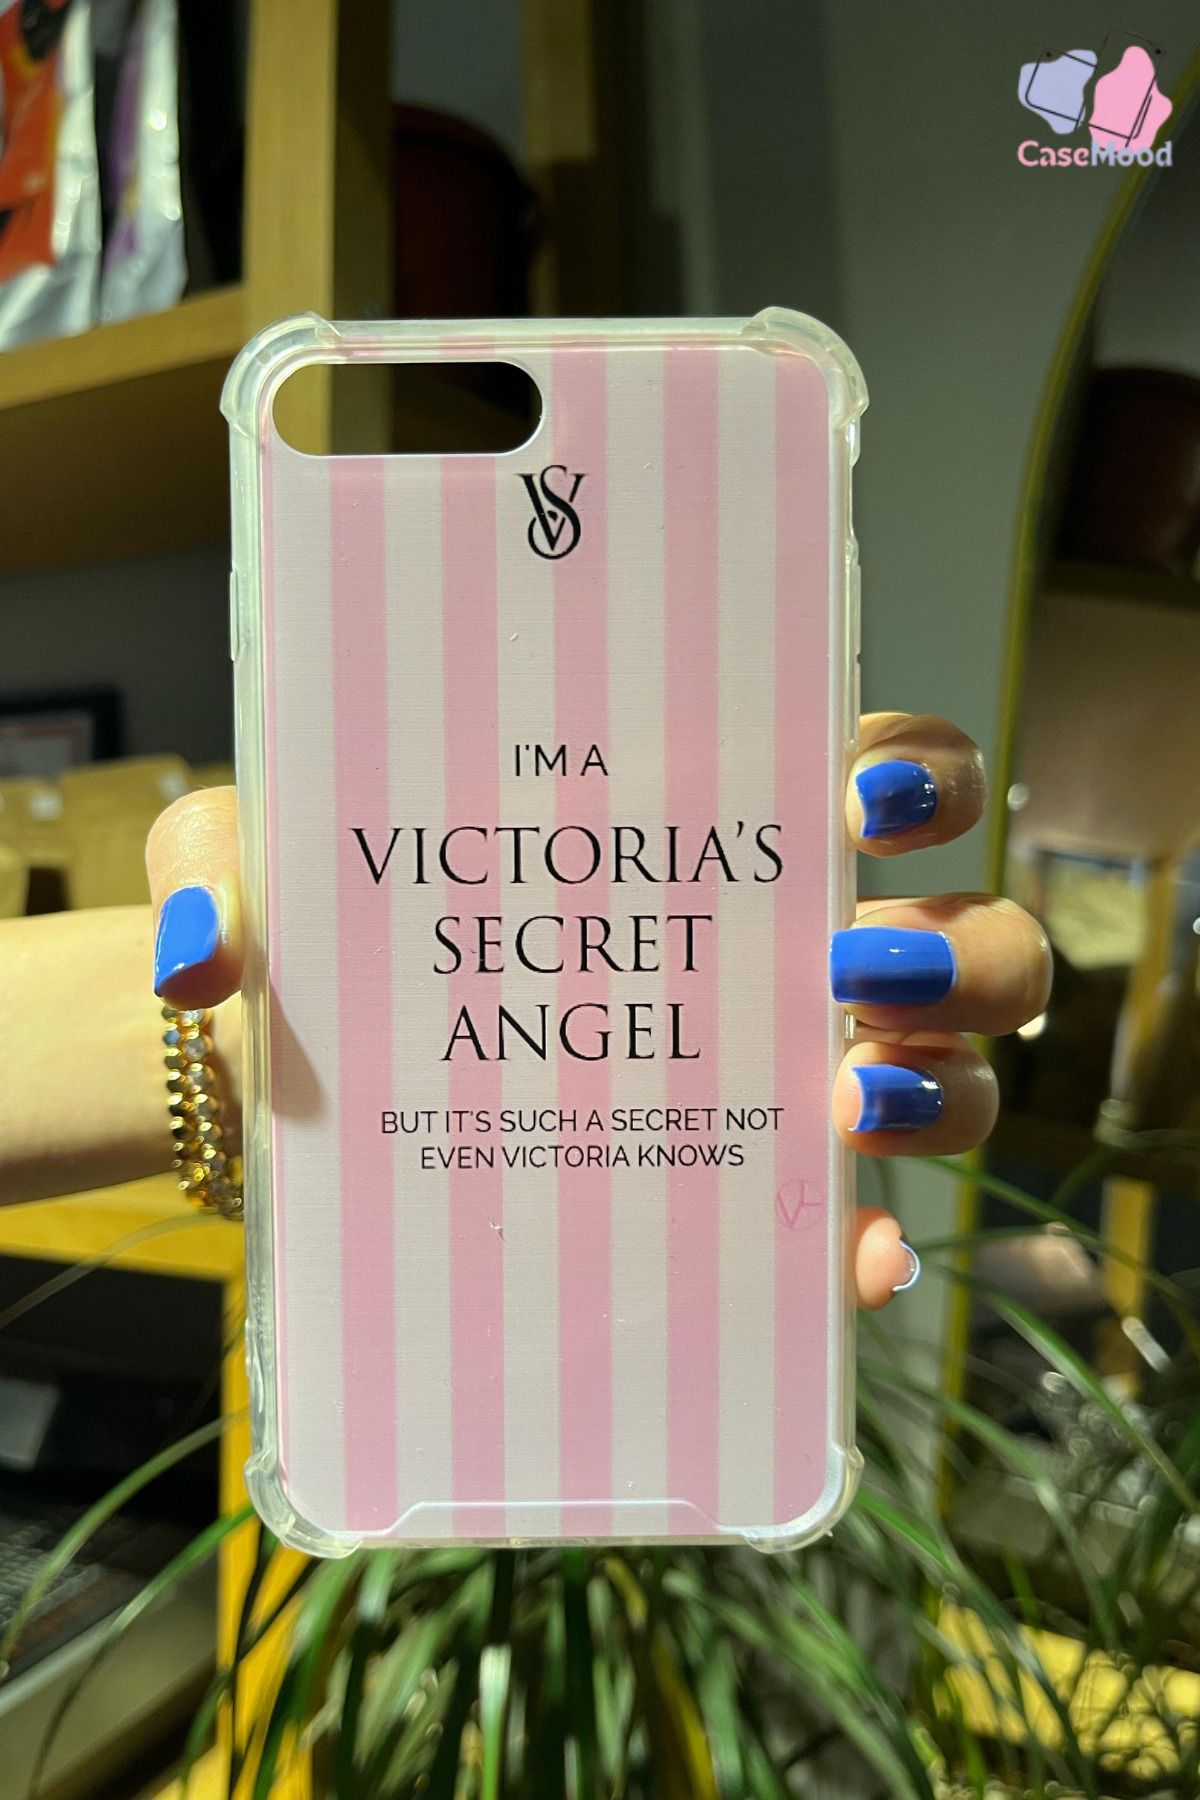 CaseMood
VS
I'M A
VICTORIA'S
SECRET
ANGEL
BUT IT'S SUCH A SECRET NOT
EVEN VICTORIA KNOWS